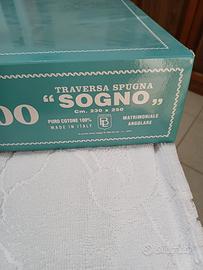 TRAVERSA SPUGNA
00 "SOGNO"
Cm. 230 x 250
PURO COTONE 100%
MADE IN ITALY
MATRIMONIALE
ANGOLARE